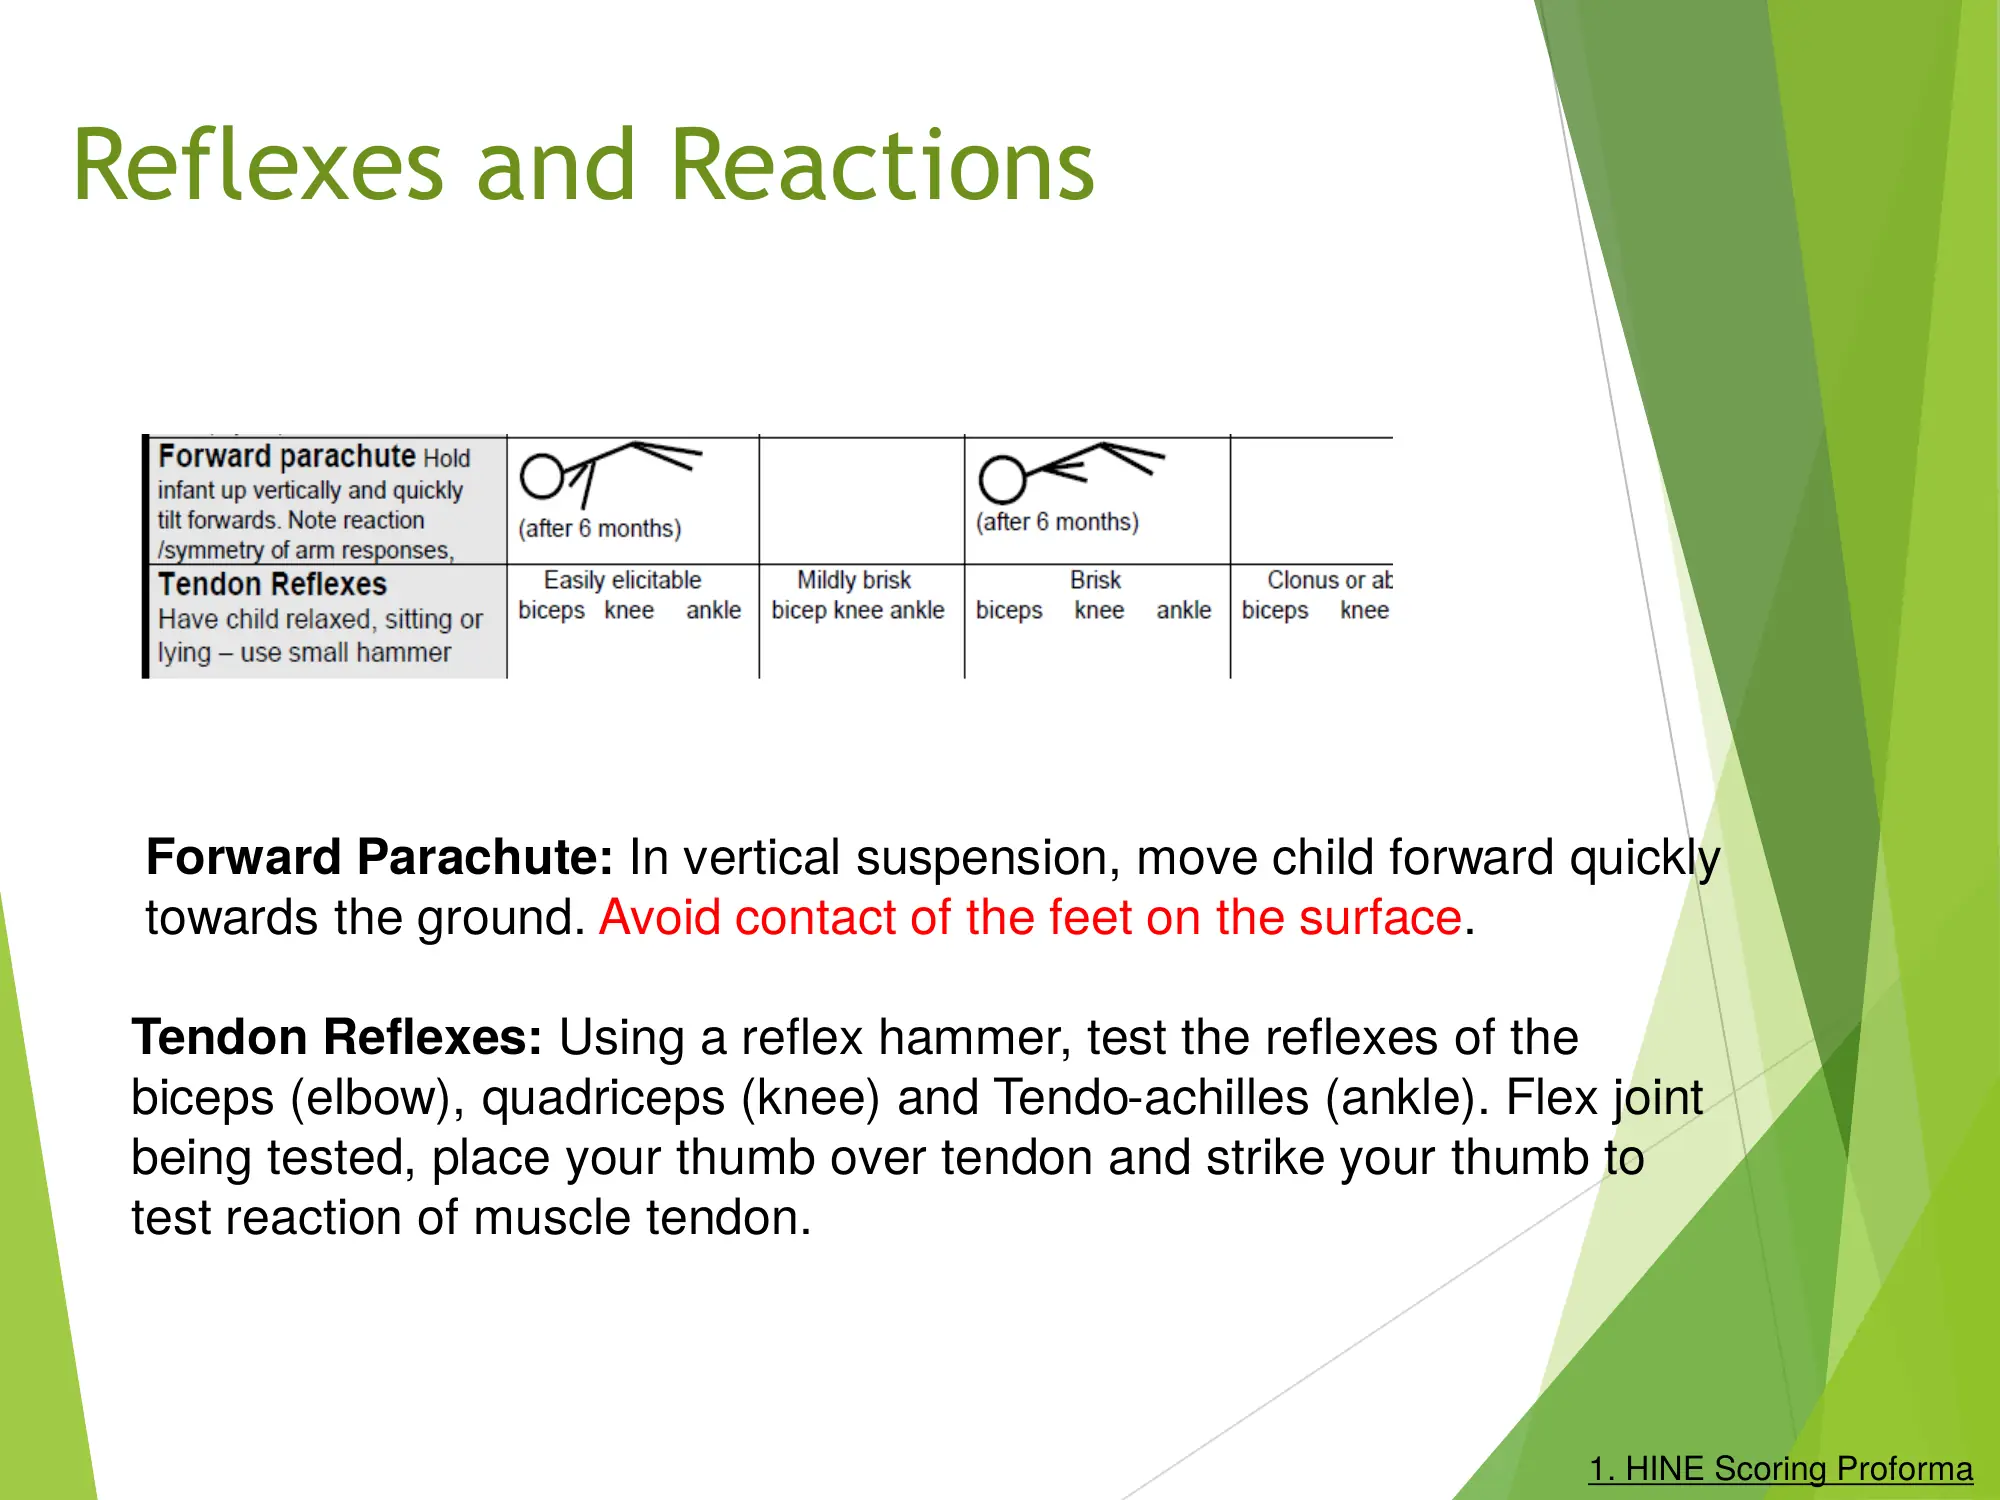 Reflexes and Reactions
Forward parachute Hold
infant up vertically and quickly
tilt forwards. Note reaction
/symmetry of arm responses,
(after 6 months)
(after 6 months)
Tendon Reflexes
Have child relaxed, sitting or
lying – use small hammer
Easily elicitable
biceps knee ankle
Mildly brisk
bicep knee ankle
Brisk
biceps knee ankle
Clonus or
biceps knee
Forward Parachute: In vertical suspension, move child forward quickly
towards the ground. Avoid contact of the feet on the surface.
Tendon Reflexes: Using a reflex hammer, test the reflexes of the
biceps (elbow), quadriceps (knee) and Tendo-achilles (ankle). Flex joint
being tested, place your thumb over tendon and strike your thumb to
test reaction of muscle tendon.
1. HINE Scoring Proforma